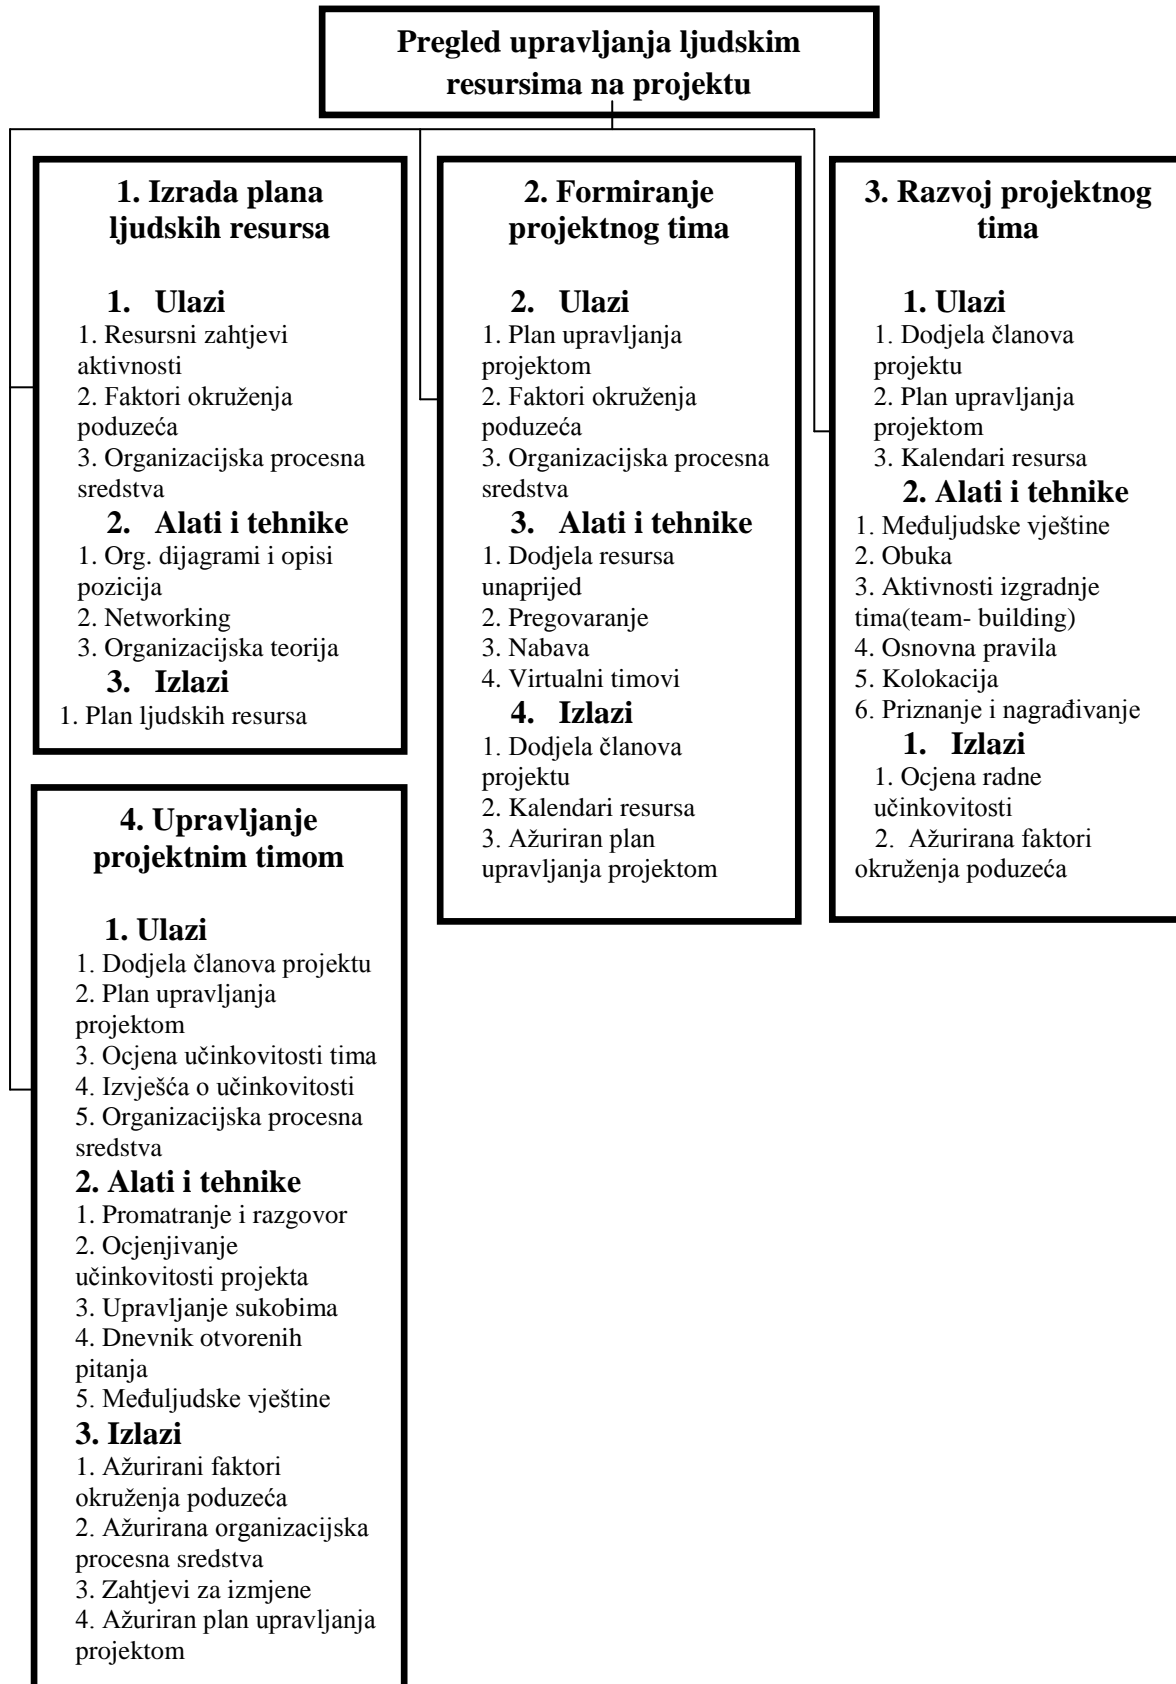 Pregled upravljanja ljudskim
resursima na projektu
1. Izrada plana
ljudskih resursa
1. Ulazi
1. Resursni zahtjevi
aktivnosti
2. Faktori okruženja
poduzeća
3. Organizacijska procesna
sredstva
2. Alati i tehnike
1. Org. dijagrami i opisi
pozicija
2. Networking
3. Organizacijska teorija
3. Izlazi
1. Plan ljudskih resursa
2. Formiranje
projektnog tima
2. Ulazi
1. Plan upravljanja
projektom
2. Faktori okruženja
poduzeća
3. Organizacijska procesna
sredstva
3. Alati i tehnike
1. Dodjela resursa
unaprijed
2. Pregovaranje
3. Nabava
4. Virtualni timovi
4. Izlazi
1. Dodjela članova
projektu
2. Kalendari resursa
3. Ažuriran plan
upravljanja projektom
3. Razvoj projektnog
tima
1. Ulazi
1. Dodjela članova
projektu
2. Plan upravljanja
projektom
3. Kalendari resursa
2. Alati i tehnike
1. Međuljudske vještine
2. Obuka
3. Aktivnosti izgradnje
tima(team- building)
4. Osnovna pravila
5. Kolokacija
6. Priznanje i nagrađivanje
1. Izlazi
1. Ocjena radne
učinkovitosti
2. Ažurirana faktori
okruženja poduzeća
4. Upravljanje
projektnim timom
1. Ulazi
1. Dodjela članova projektu
2. Plan upravljanja
projektom
3. Ocjena učinkovitosti tima
4. Izvješća o učinkovitosti
5. Organizacijska procesna
sredstva
2. Alati i tehnike
1. Promatranje i razgovor
2. Ocjenjivanje
učinkovitosti projekta
3. Upravljanje sukobima
4. Dnevnik otvorenih
pitanja
5. Međuljudske vještine
3. Izlazi
1. Ažurirani faktori
okruženja poduzeća
2. Ažurirana organizacijska
procesna sredstva
3. Zahtjevi za izmjene
4. Ažuriran plan upravljanja
projektom